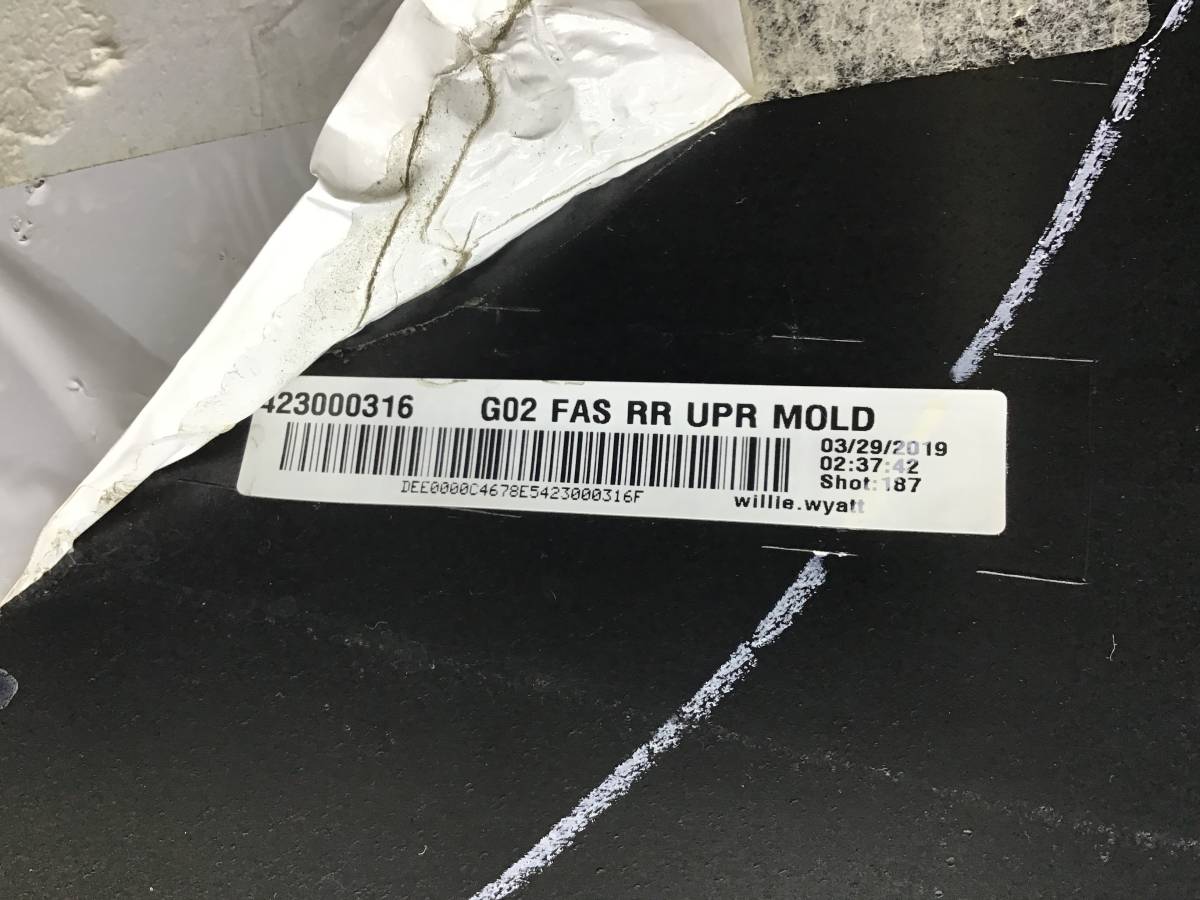 423000316 G02 FAS RR UPR MOLD
03/29/2019
02:37:42
Shot:187
DEE0000C4678E5423000316F
willie.wyatt